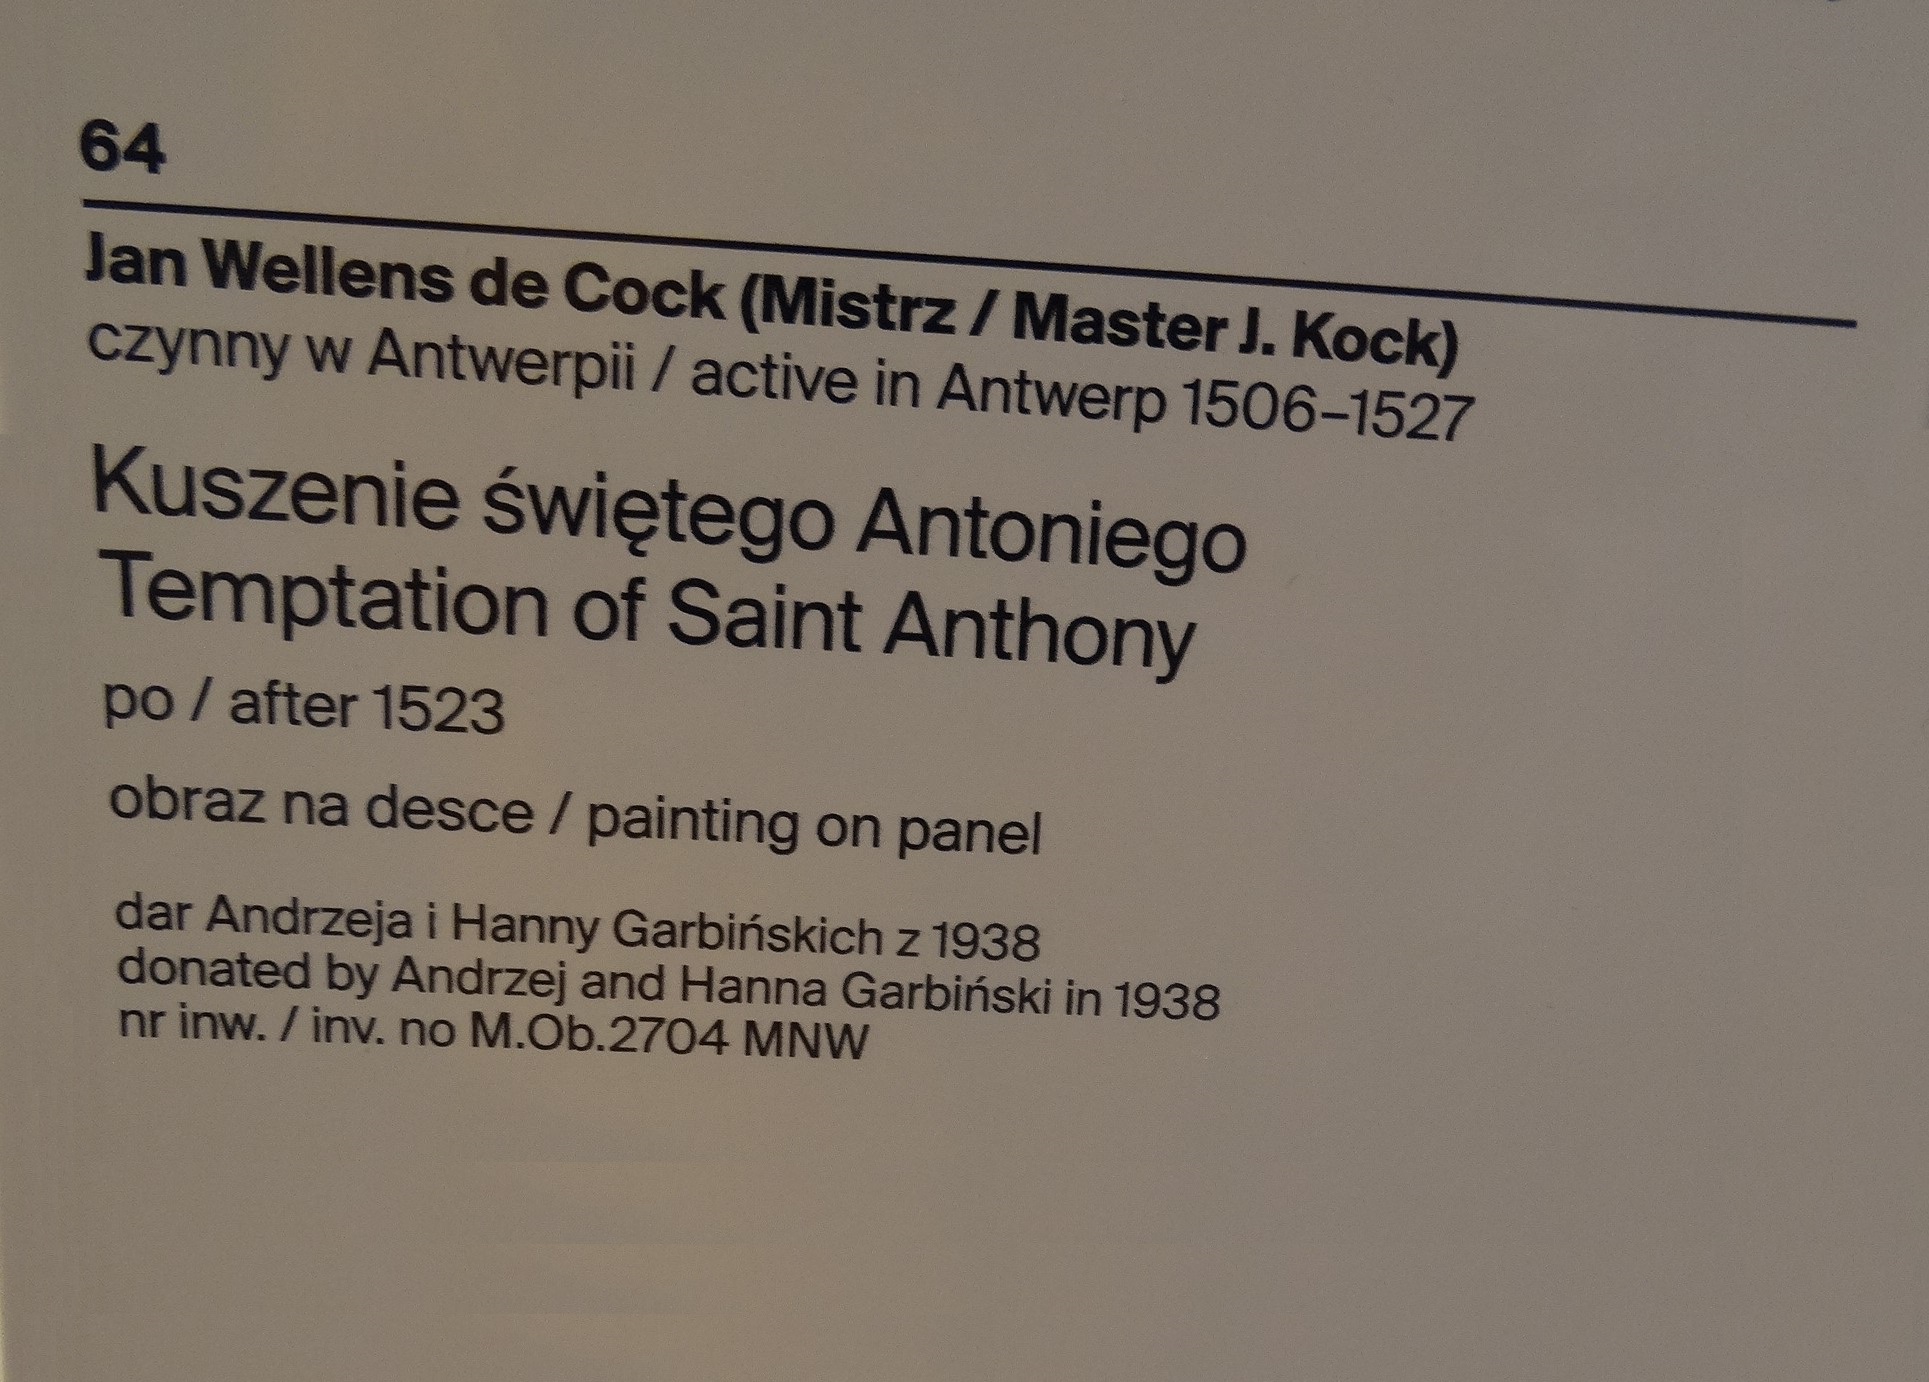 64
Jan Wellens de Cock (Mistrz / Master J. Kock)
czynny w Antwerpii / active in Antwerp 1506–1527
Kuszenie świętego Antoniego
Temptation of Saint Anthony
po / after 1523
obraz na desce / painting on panel
dar Andrzeja i Hanny Garbińskich z 1938
donated by Andrzej and Hanna Garbiński in 1938
nr inw. / inv. no M.Ob.2704 MNW